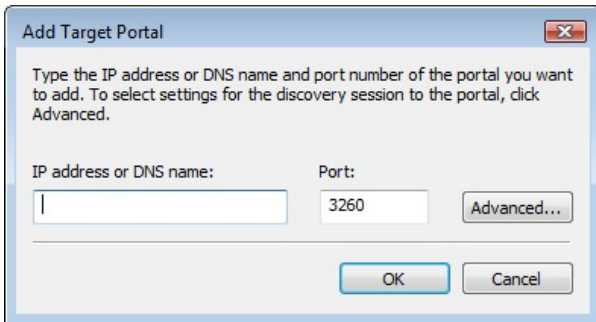 Add Target Portal
Type the IP address or DNS name and port number of the portal you want
to add. To select settings for the discovery session to the portal, click
Advanced.
IP address or DNS name: Port:
3260 Advanced...
OK Cancel